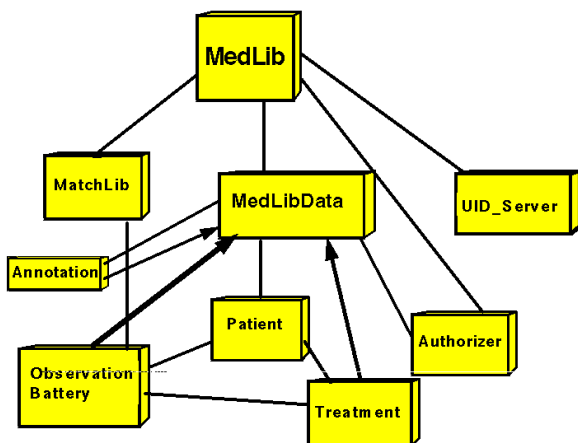 MedLib
MatchLib
MedLibData
UID_Server
Annotation
Patient
Authorizer
Observation
Battery
Treatment